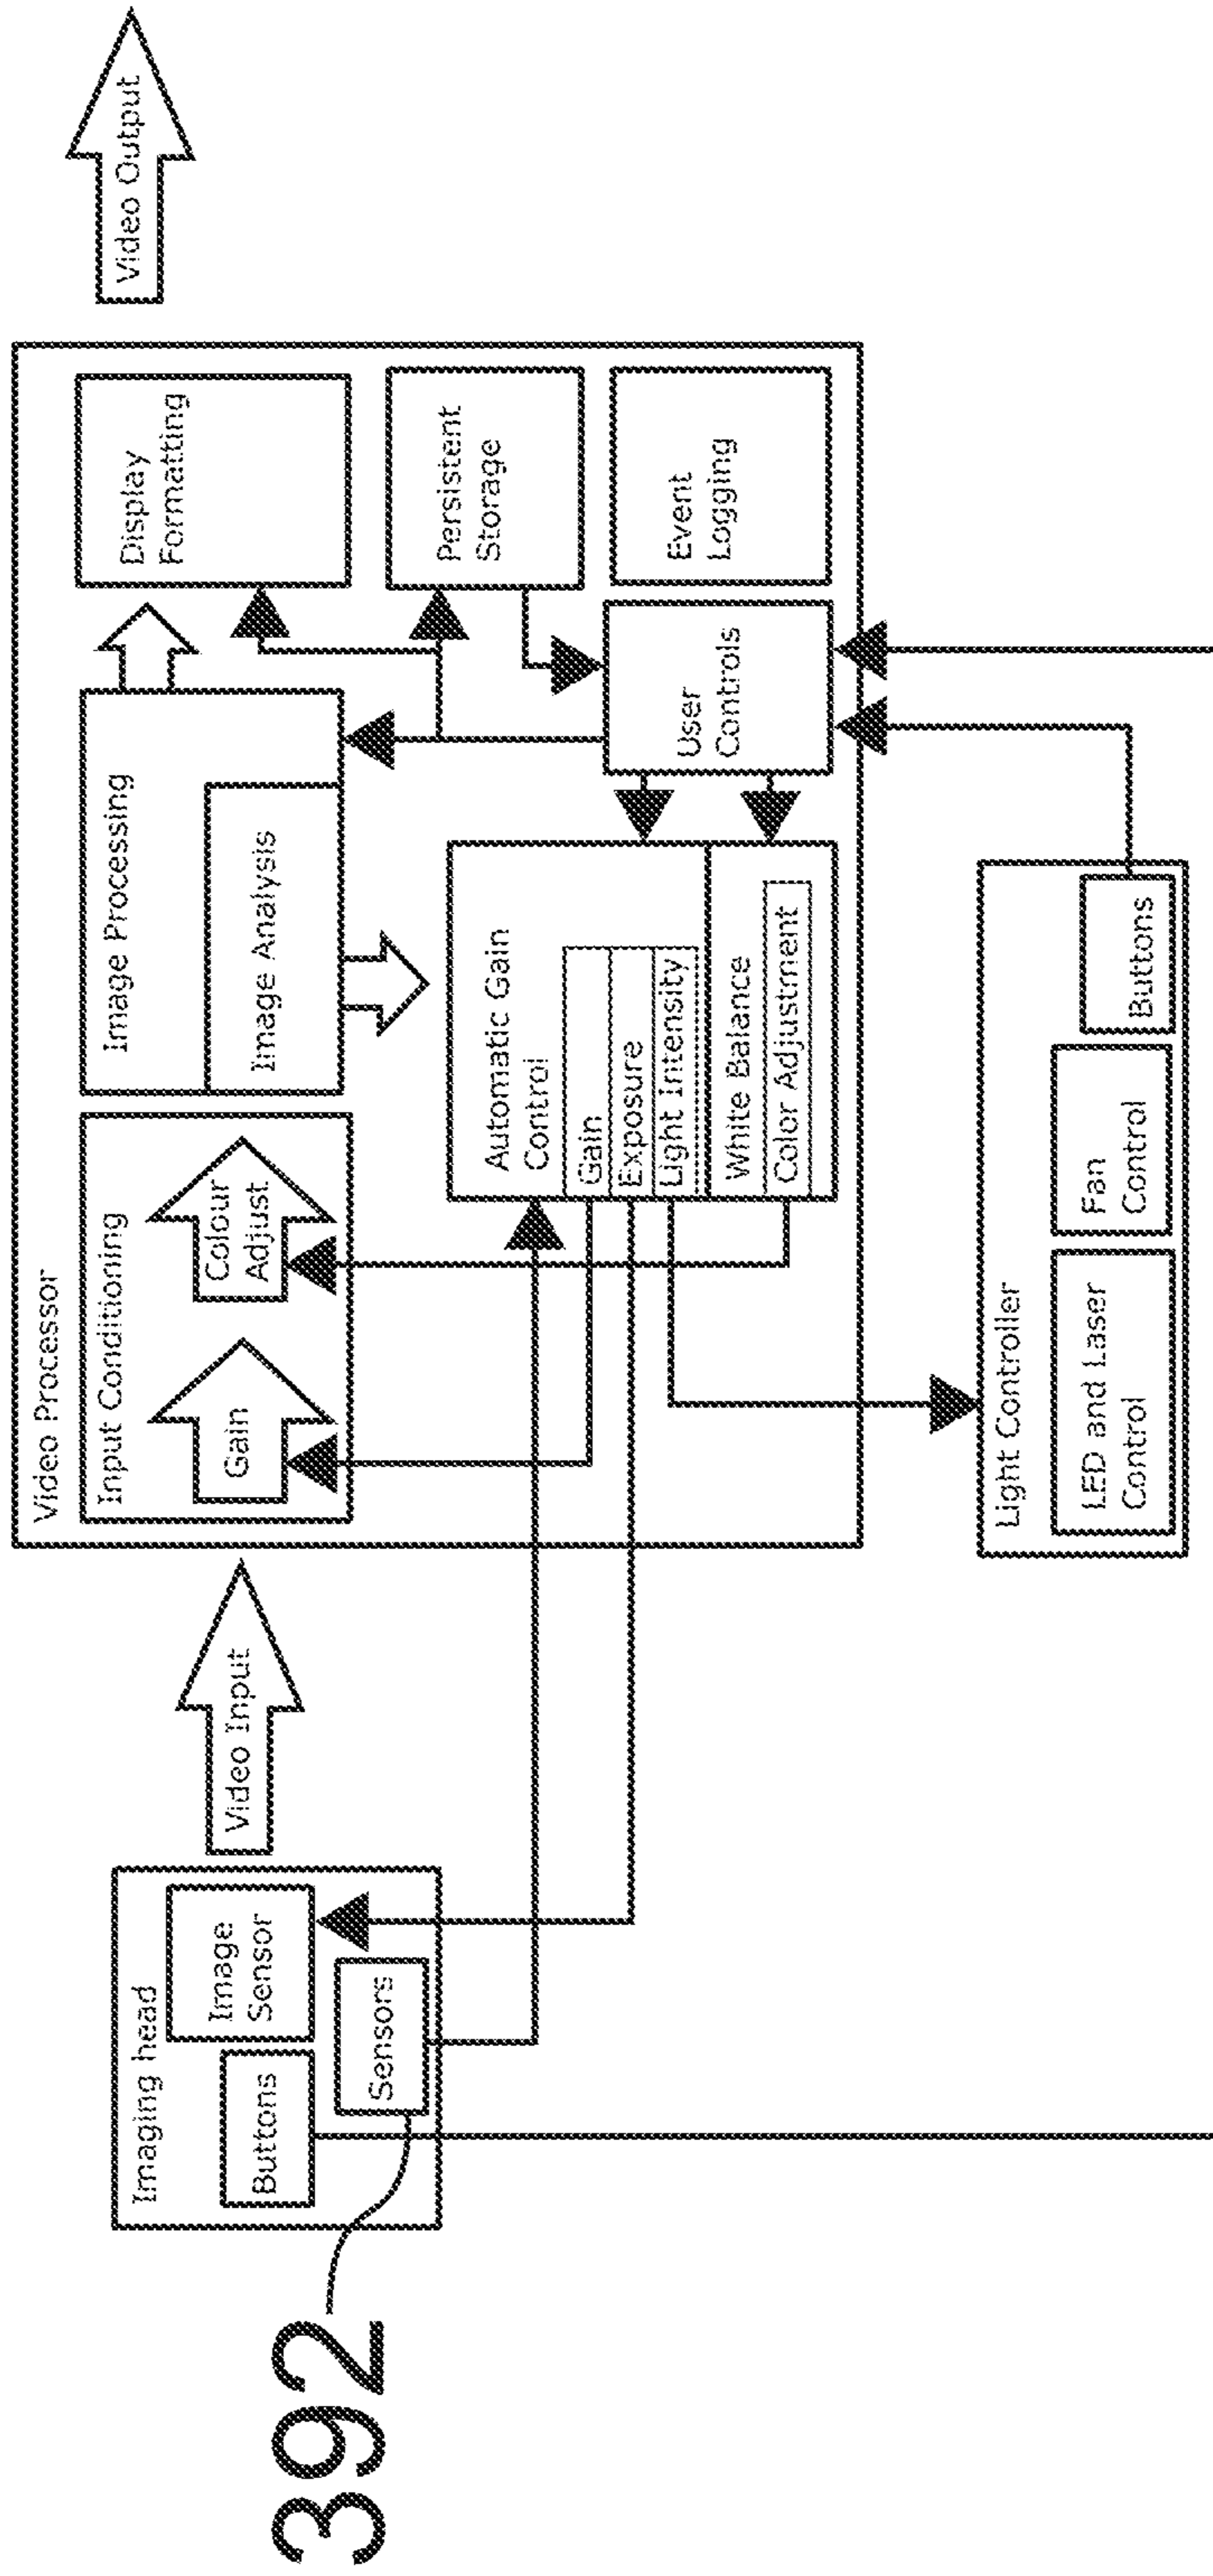 Imaging head
Buttons
Image
Sensor
Sensors
392
Video Input
Video Processor
Input Conditioning
Gain
Colour
Adjust
Image Processing
Image Analysis
Display
Formatting
Video Output
Automatic Gain
Control
Gain
Exposure
Light Intensity
White Balance
Color Adjustment
User
Controls
Persistent
Storage
Event
Logging
Light Controller
LED and Laser
Control
Fan
Control
Buttons